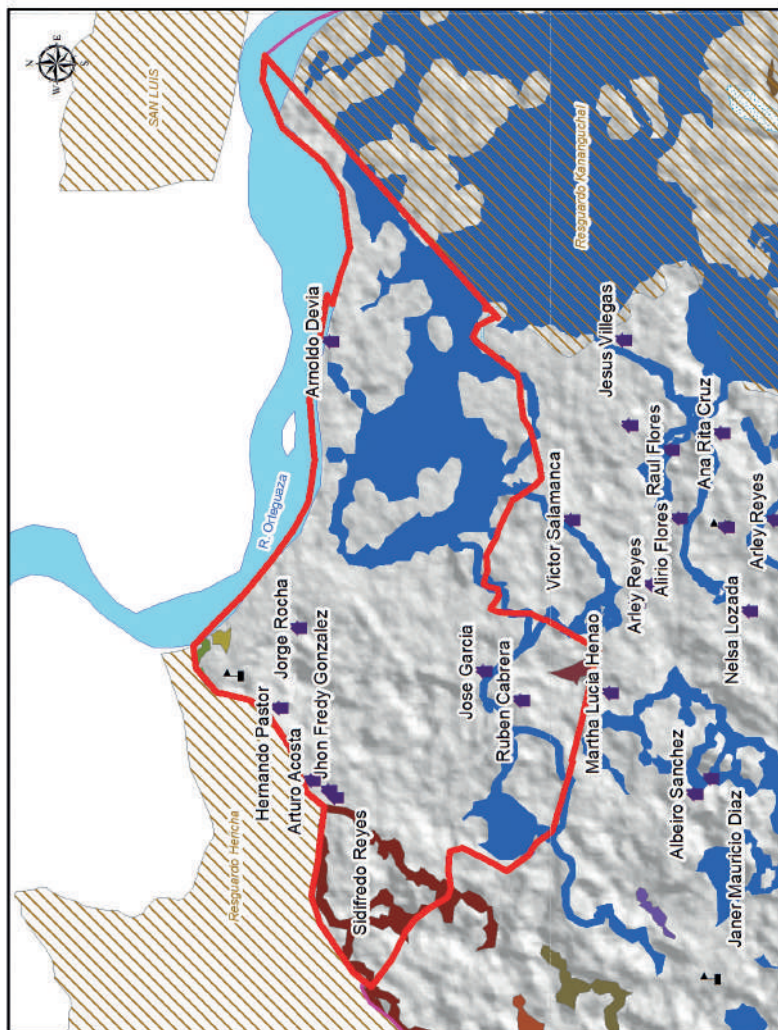 N
W E
S
SAN LUIS
Resguardo Hericha
R. Orteguaza
Hernando Pastor
Jorge Rocha
Arturo Acosta
Arnoldo Devia
Jhon Fredy Gonzalez
Sidifredo Reyes
Jose Garcia
Ruben Cabrera
Victor Salamanca
Resguardo Kananguchal
Martha Lucia Henao
Jesus Villegas
Arley Reyes
Raul Flores
Alirio Flores
Albeiro Sanchez
Ana Rita Cruz
Nelsa Lozada
Janer Mauricio Diaz
Arley Reyes